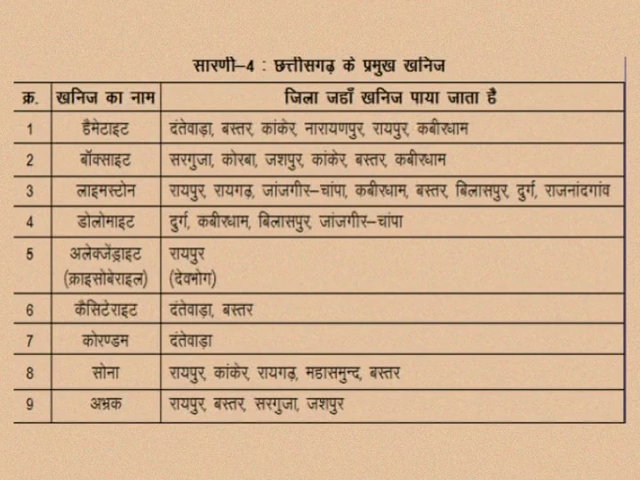 सारणी–4 : छत्तीसगढ़ के प्रमुख खनिज
क्र. खनिज का नाम जिला जहाँ खनिज पाया जाता है
1 हैमेटाइट दंतेवाड़ा, बस्तर, कांकेर, नारायणपुर, रायपुर, कबीरधाम
2 बॉक्साइट सरगुजा, कोरबा, जशपुर, कांकेर, बस्तर, कबीरधाम
3 लाइमस्टोन रायपुर, रायगढ़, जांजगीर–चांपा, कबीरधाम, बस्तर, बिलासपुर, दुर्ग, राजनांदगांव
4 डोलोमाइट दुर्ग, कबीरधाम, बिलासपुर, जांजगीर–चांपा
5 अलेक्जेंड्राइट रायपुर
(क्राइसोबेराइल) (देवभोग)
6 कैसिटेराइट दंतेवाड़ा, बस्तर
7 कोरण्डम दंतेवाड़ा
8 सोना रायपुर, कांकेर, रायगढ़, महासमुन्द, बस्तर
9 अभ्रक रायपुर, बस्तर, सरगुजा, जशपुर